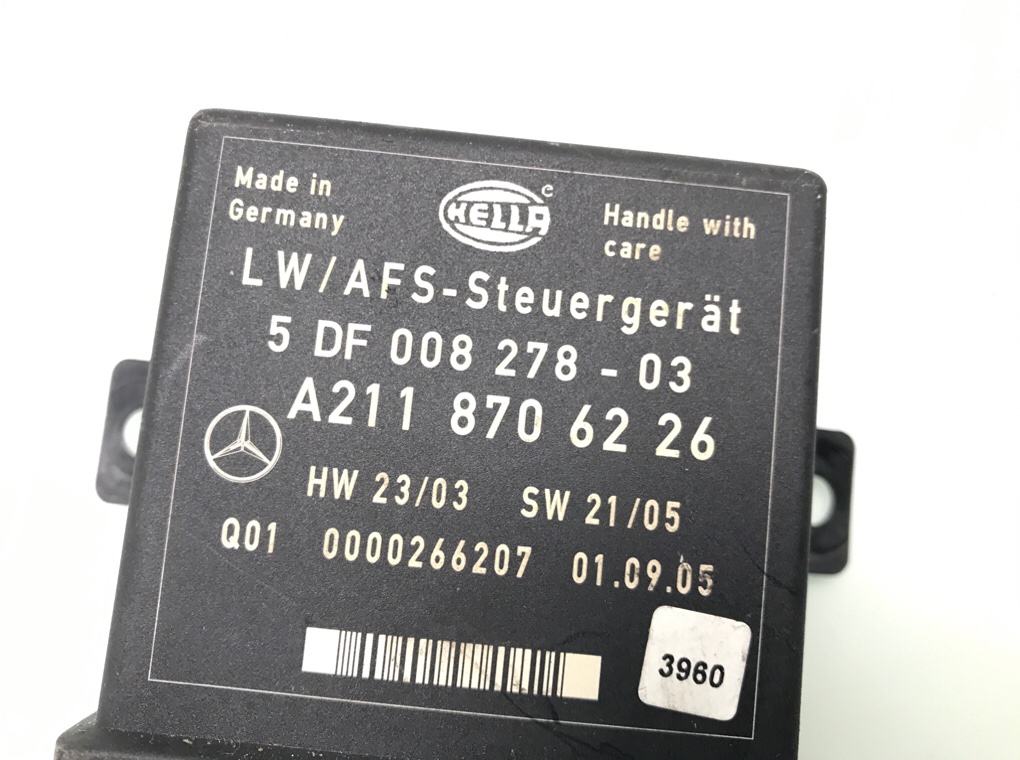 Made in
Germany
HELLA
c
Handle with
care
LW/AFS-Steuergerät
5 DF 008 278 - 03
A211 870 62 26
HW 23/03 SW 21/05
Q01 0000266207 01.09.05
3960